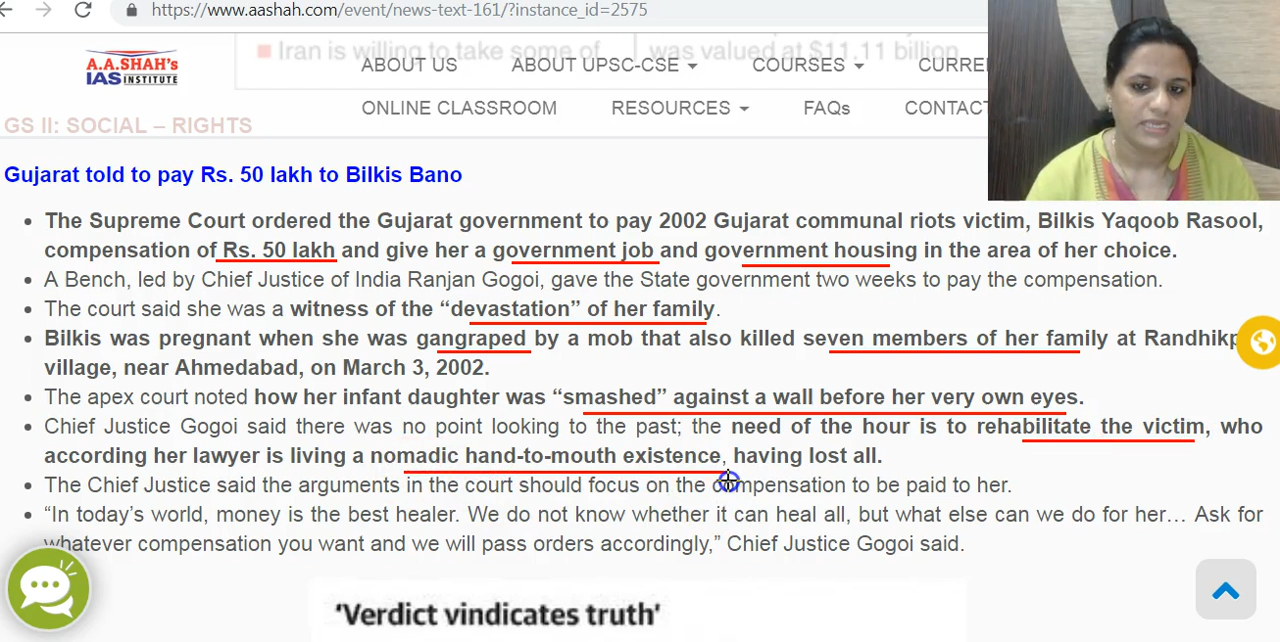 https://www.aashah.com/event/news-text-161/?instance_id=2575
Iran is willing to take some of
was valued at $11.11 billion
A.A.SHAH's
IAS INSTITUTE
ABOUT US
ABOUT UPSC-CSE
COURSES
CURRE
ONLINE CLASSROOM
RESOURCES
FAQs
CONTACT
GS II: SOCIAL – RIGHTS
Gujarat told to pay Rs. 50 lakh to Bilkis Bano
• The Supreme Court ordered the Gujarat government to pay 2002 Gujarat communal riots victim, Bilkis Yaqoob Rasool,
compensation of Rs. 50 lakh and give her a government job and government housing in the area of her choice.
• A Bench, led by Chief Justice of India Ranjan Gogoi, gave the State government two weeks to pay the compensation.
• The court said she was a witness of the “devastation” of her family.
• Bilkis was pregnant when she was gangraped by a mob that also killed seven members of her family at Randhikp
village, near Ahmedabad, on March 3, 2002.
• The apex court noted how her infant daughter was “smashed” against a wall before her very own eyes.
• Chief Justice Gogoi said there was no point looking to the past; the need of the hour is to rehabilitate the victim, who
according her lawyer is living a nomadic hand-to-mouth existence, having lost all.
• The Chief Justice said the arguments in the court should focus on the compensation to be paid to her.
• “In today’s world, money is the best healer. We do not know whether it can heal all, but what else can we do for her… Ask for
whatever compensation you want and we will pass orders accordingly,” Chief Justice Gogoi said.
‘Verdict vindicates truth’